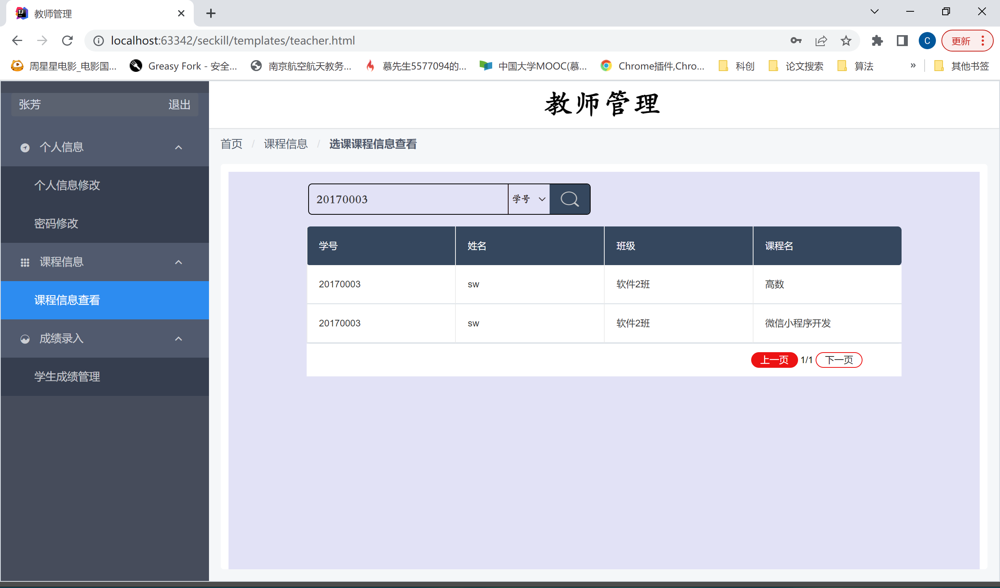 教师管理
localhost:63342/seckill/templates/teacher.html
更新
C
周星星电影_电影国...
Greasy Fork - 安全...
南京航空航天教务...
慕先生5577094的...
中国大学MOOC(慕...
Chrome插件,Chro...
科创
论文搜索
算法
»
其他书签
张芳 退出
教师管理
个人信息
首页 / 课程信息 / 选课课程信息查看
个人信息修改
密码修改
课程信息
课程信息查看
成绩录入
学生成绩管理
20170003 学号
学号 姓名 班级 课程名
20170003 sw 软件2班 高数
20170003 sw 软件2班 微信小程序开发
上一页 1/1 下一页